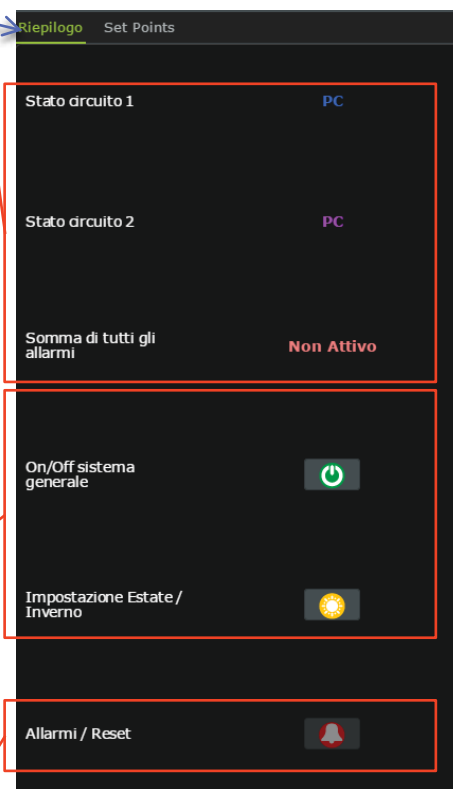 Riepilogo Set Points
Stato circuito 1 PC
Stato circuito 2 PC
Somma di tutti gli
allarmi Non Attivo
On/Off sistema
generale
Impostazione Estate /
Inverno
Allarmi / Reset